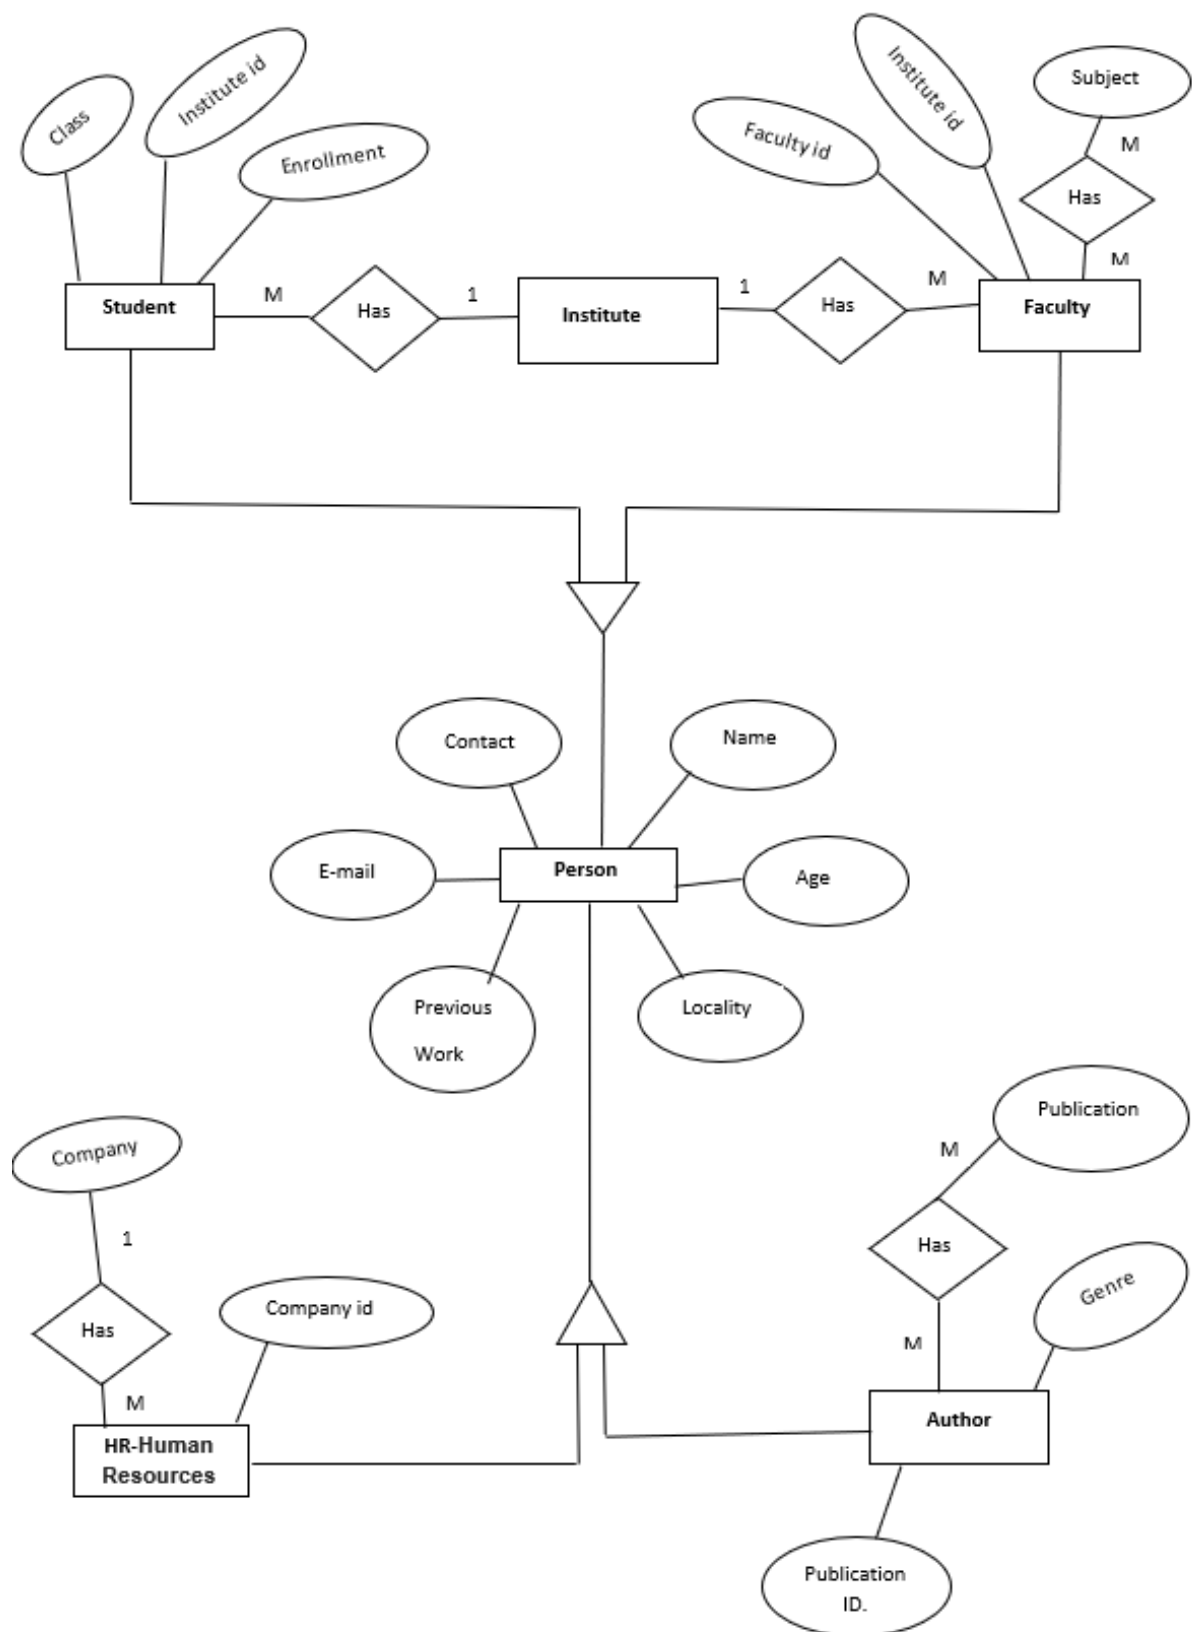 Class
Institute id
Enrollment
Faculty id
Institute id
Subject
M
Has
M
Student
M
Has
1
Institute
1
Has
M
Faculty
Contact
Name
E-mail
Person
Age
Previous
Work
Locality
Company
1
Has
M
Company id
HR-Human
Resources
Publication
M
Has
M
Genre
Author
Publication
ID.